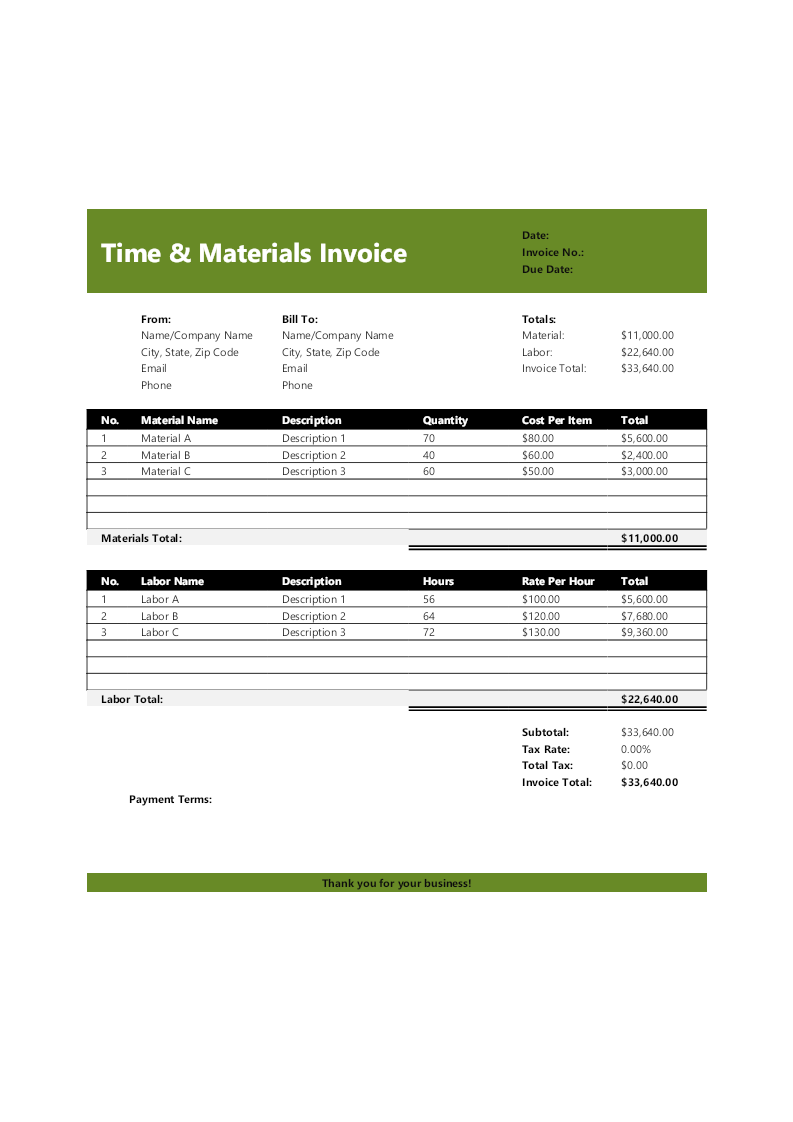 Time & Materials Invoice
Date:
Invoice No.:
Due Date:
From: Bill To: Totals:
Name/Company Name Name/Company Name Material: $11,000.00
City, State, Zip Code City, State, Zip Code Labor: $22,640.00
Email Email Invoice Total: $33,640.00
Phone Phone
No. Material Name Description Quantity Cost Per Item Total
1 Material A Description 1 70 $80.00 $5,600.00
2 Material B Description 2 40 $60.00 $2,400.00
3 Material C Description 3 60 $50.00 $3,000.00
Materials Total: $11,000.00
No. Labor Name Description Hours Rate Per Hour Total
1 Labor A Description 1 56 $100.00 $5,600.00
2 Labor B Description 2 64 $120.00 $7,680.00
3 Labor C Description 3 72 $130.00 $9,360.00
Labor Total: $22,640.00
Subtotal: $33,640.00
Tax Rate: 0.00%
Total Tax: $0.00
Invoice Total: $33,640.00
Payment Terms:
Thank you for your business!